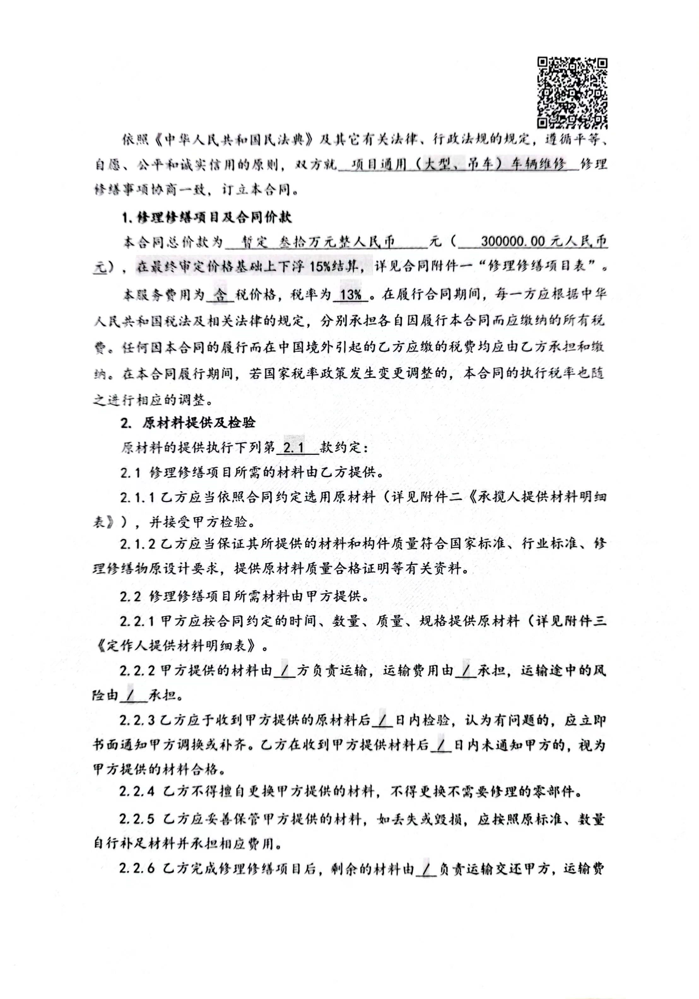 依照《中华人民共和国民法典》及其它有关法律、行政法规的规定，遵循平等、
自愿、公平和诚实信用的原则，双方就 项目通用（大型、吊车）车辆维修 修理
修缮事项协商一致，订立本合同。
1.修理修缮项目及合同价款
本合同总价款为 暂定 叁拾万元整人民币 元（ 300000.00 元人民币
元），在最终审定价格基础上下浮 15%结算，详见合同附件一“修理修缮项目表”。
本服务费用为 含 税价格，税率为 13% 。在履行合同期间，每一方应根据中华
人民共和国税法及相关法律的规定，分别承担各自因履行本合同而应缴纳的所有税
费。任何因本合同的履行而在中国境外引起的乙方应缴的税费均应由乙方承担和缴
纳。在本合同履行期间，若国家税率政策发生变更调整的，本合同的执行税率也随
之进行相应的调整。
2. 原材料提供及检验
原材料的提供执行下列第 2.1 款约定：
2.1 修理修缮项目所需的材料由乙方提供。
2.1.1 乙方应当依照合同约定选用原材料（详见附件二《承揽人提供材料明细
表》），并接受甲方检验。
2.1.2 乙方应当保证其所提供的材料和构件质量符合国家标准、行业标准、修
理修缮物原设计要求，提供原材料质量合格证明等有关资料。
2.2 修理修缮项目所需材料由甲方提供。
2.2.1 甲方应按合同约定的时间、数量、质量、规格提供原材料（详见附件三
《定作人提供材料明细表》。
2.2.2 甲方提供的材料由 / 方负责运输，运输费用由 / 承担，运输途中的风
险由 / 承担。
2.2.3 乙方应于收到甲方提供的原材料后 / 日内检验，认为有问题的，应立即
书面通知甲方调换或补齐。乙方在收到甲方提供材料后 / 日内未通知甲方的，视为
甲方提供的材料合格。
2.2.4 乙方不得擅自更换甲方提供的材料，不得更换不需要修理的零部件。
2.2.5 乙方应妥善保管甲方提供的材料，如丢失或毁损，应按照原标准、数量
自行补足材料并承担相应费用。
2.2.6 乙方完成修理修缮项目后，剩余的材料由 / 负责运输交还甲方，运输费